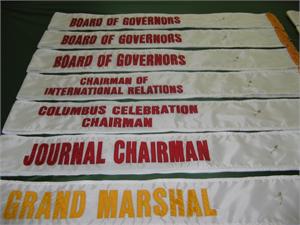 BOARD OF GOVERNORS
BOARD OF GOVERNORS
BOARD OF GOVERNORS
CHAIRMAN OF
INTERNATIONAL RELATIONS
COLUMBUS CELEBRATION
CHAIRMAN
JOURNAL CHAIRMAN
GRAND MARSHAL